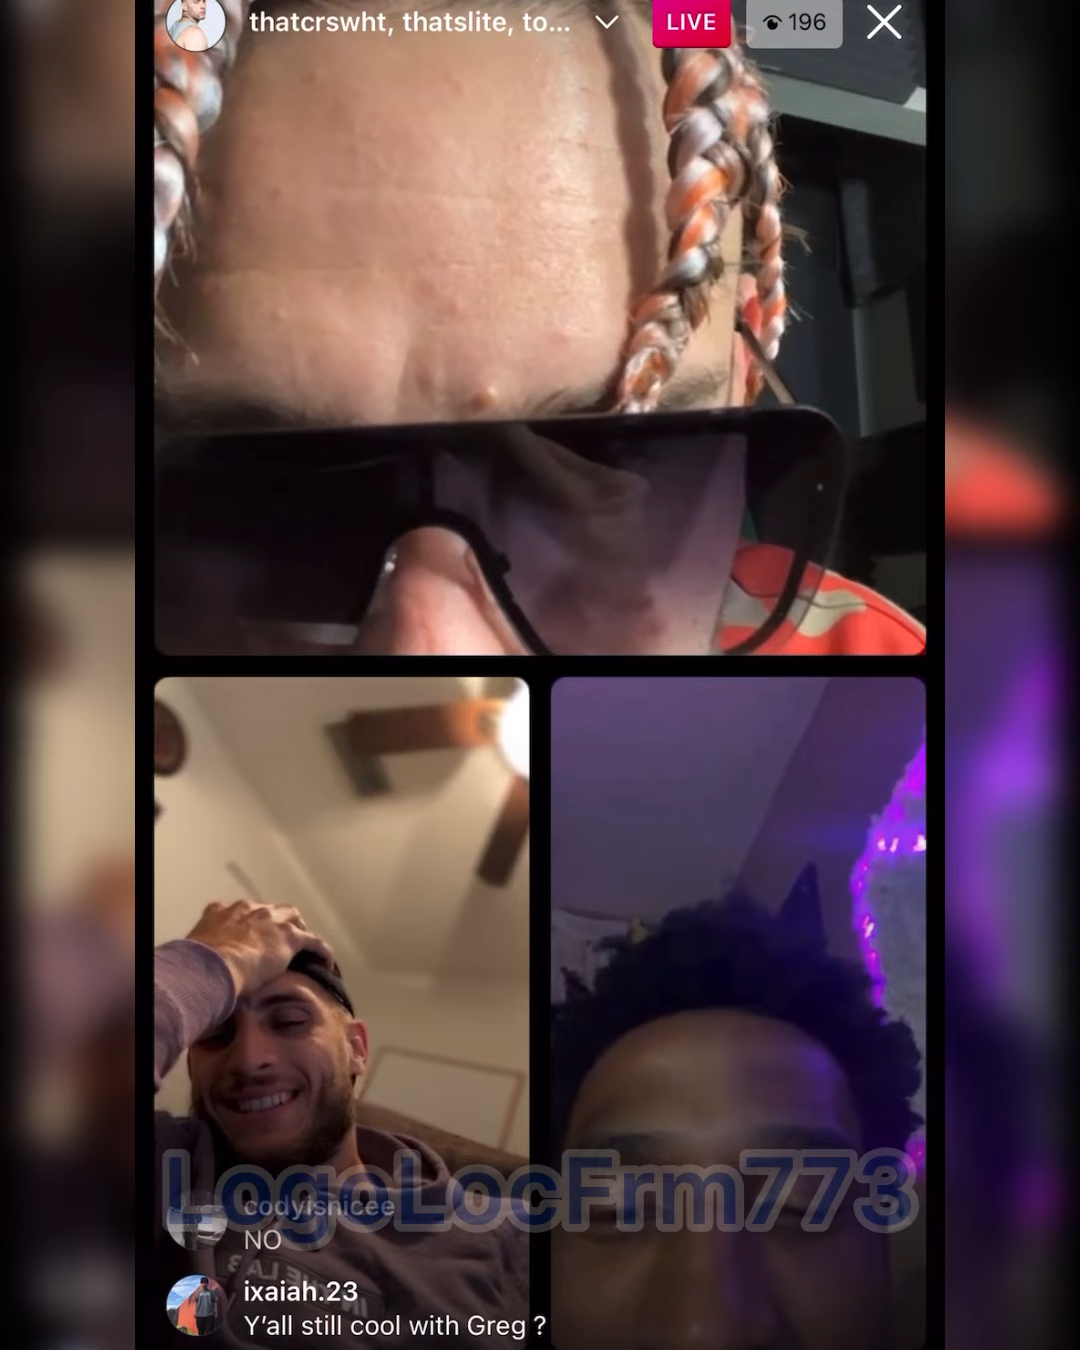 thatcrswht, thatslite, to...
LIVE
196
LogoLocFrm773
codyisnicee
NO
ixaiah.23
Y’all still cool with Greg ?